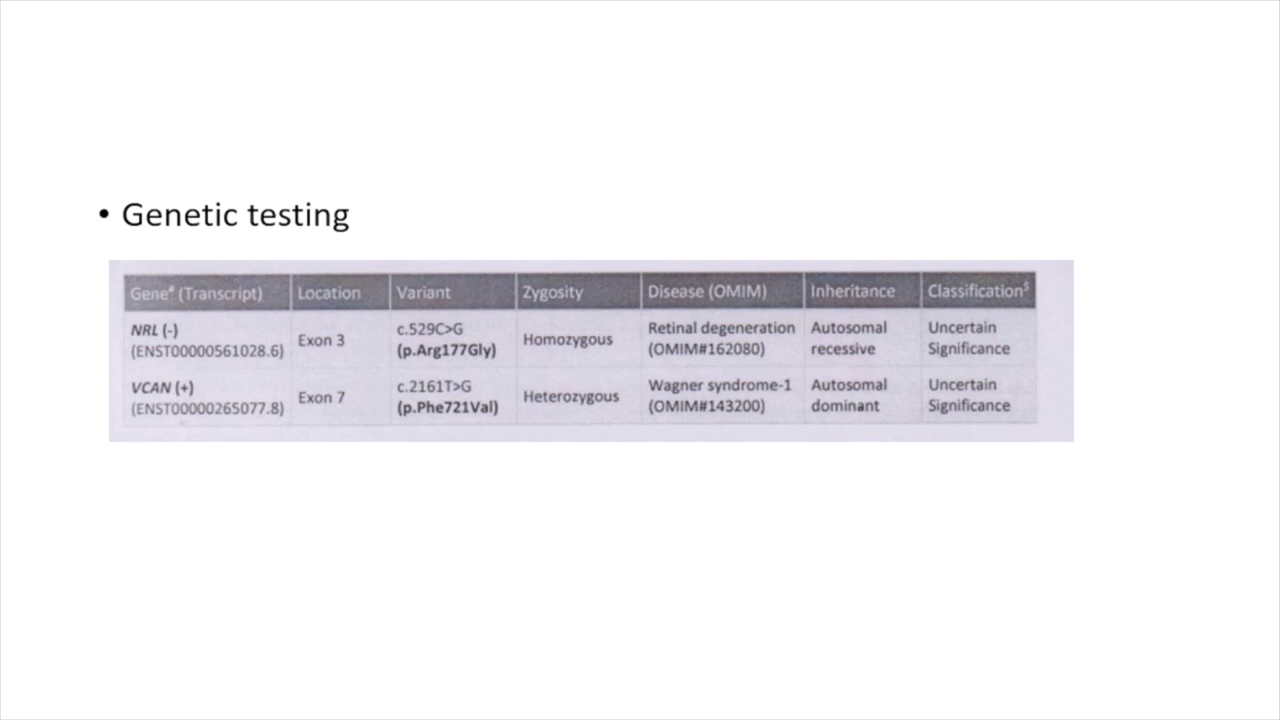 • Genetic testing
Gene# (Transcript) Location Variant Zygosity Disease (OMIM) Inheritance Classification$
NRL (-) c.529C>G Retinal degeneration Autosomal Uncertain
(ENST00000561028.6) Exon 3 (p.Arg177Gly) Homozygous (OMIM#162080) recessive Significance
VCAN (+) c.2161T>G Wagner syndrome-1 Autosomal Uncertain
(ENST00000265077.8) Exon 7 (p.Phe721Val) Heterozygous (OMIM#143200) dominant Significance